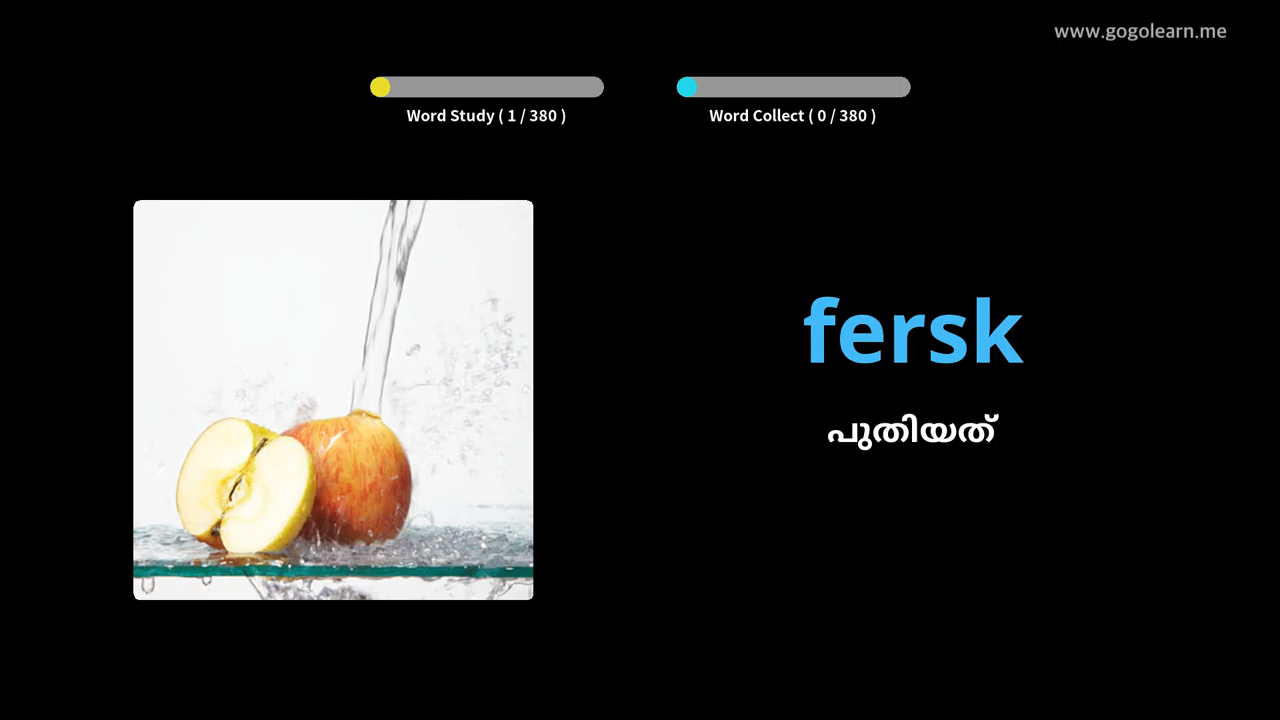 www.gogolearn.me
Word Study ( 1 / 380 )
Word Collect ( 0 / 380 )
fersk
പുതിയത്